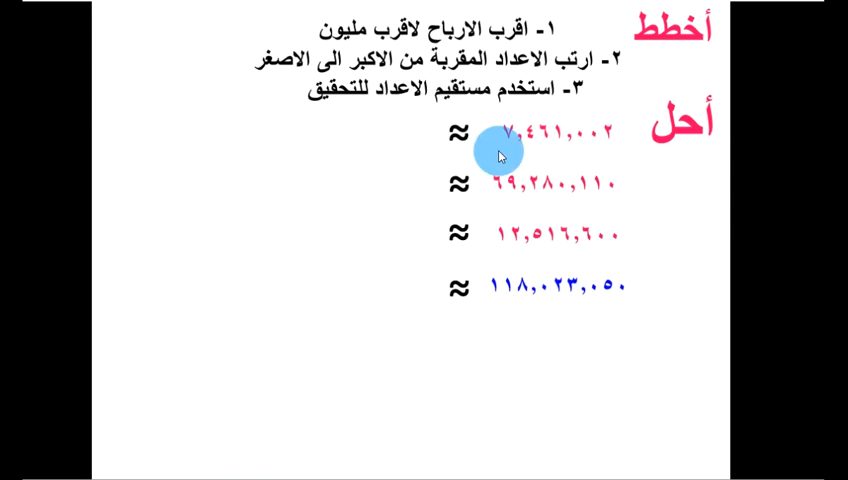 أخطط
١- اقرب الارباح لاقرب مليون
٢- ارتب الاعداد المقربة من الاكبر الى الاصغر
٣- استخدم مستقيم الاعداد للتحقيق
أحل
٧,٤٦١,٠٠٢ ≈
٦٩,٢٨٠,١١٠ ≈
١٢,٥١٦,٦٠٠ ≈
١١٨,٠٢٣,٠٥٠ ≈